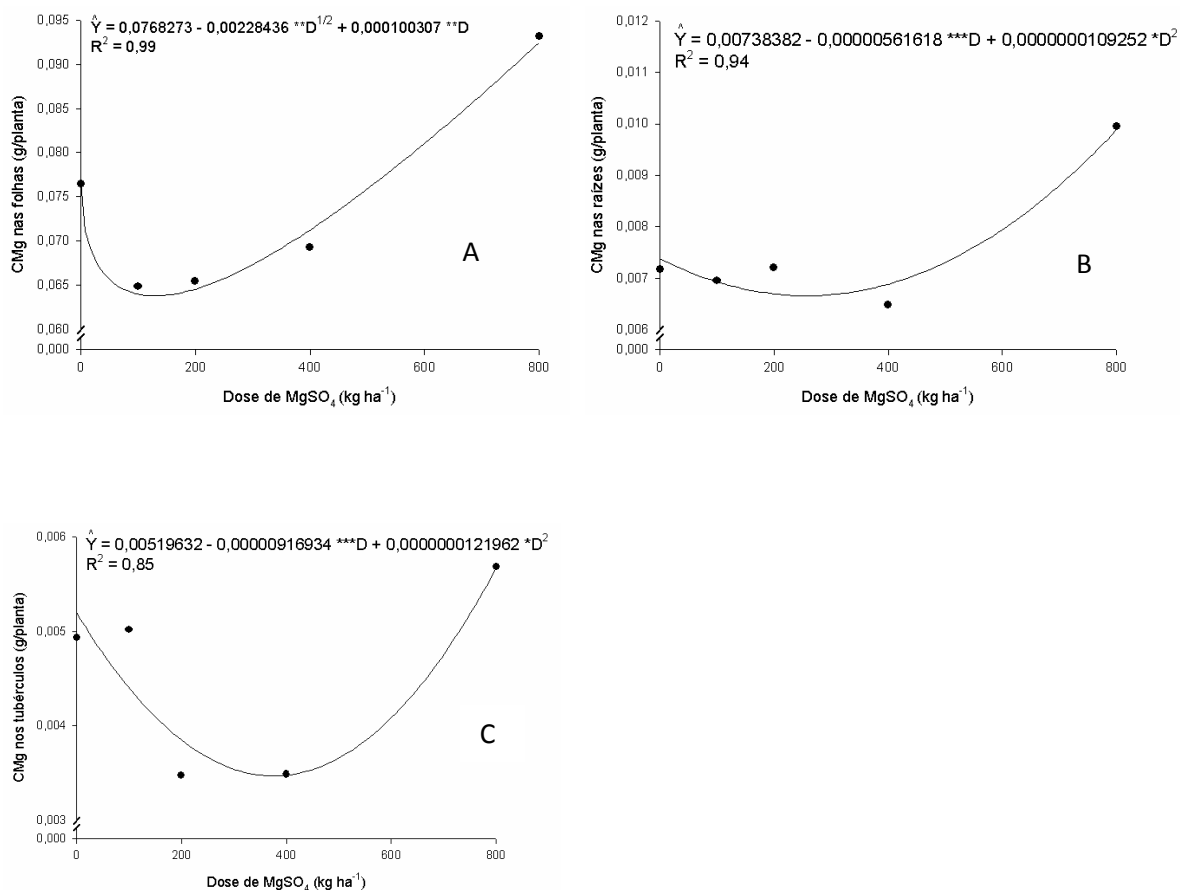 Ŷ = 0,0768273 - 0,00228436 **D^1/2 + 0,000100307 **D
R² = 0,99
0,095
0,090
0,085
0,080
0,075
0,070
0,065
0,060
0,000
CMg nas folhas (g/planta)
A
0 200 400 600 800
Dose de MgSO₄ (kg ha⁻¹)
Ŷ = 0,00738382 - 0,00000561618 ***D + 0,0000000109252 *D²
R² = 0,94
0,012
0,011
0,010
0,009
0,008
0,007
0,006
0,000
CMg nas raízes (g/planta)
B
0 200 400 600 800
Dose de MgSO₄ (kg ha⁻¹)
Ŷ = 0,00519632 - 0,00000916934 ***D + 0,0000000121962 *D²
R² = 0,85
0,006
0,005
0,004
0,003
0,000
CMg nos tubérculos (g/planta)
C
0 200 400 600 800
Dose de MgSO₄ (kg ha⁻¹)